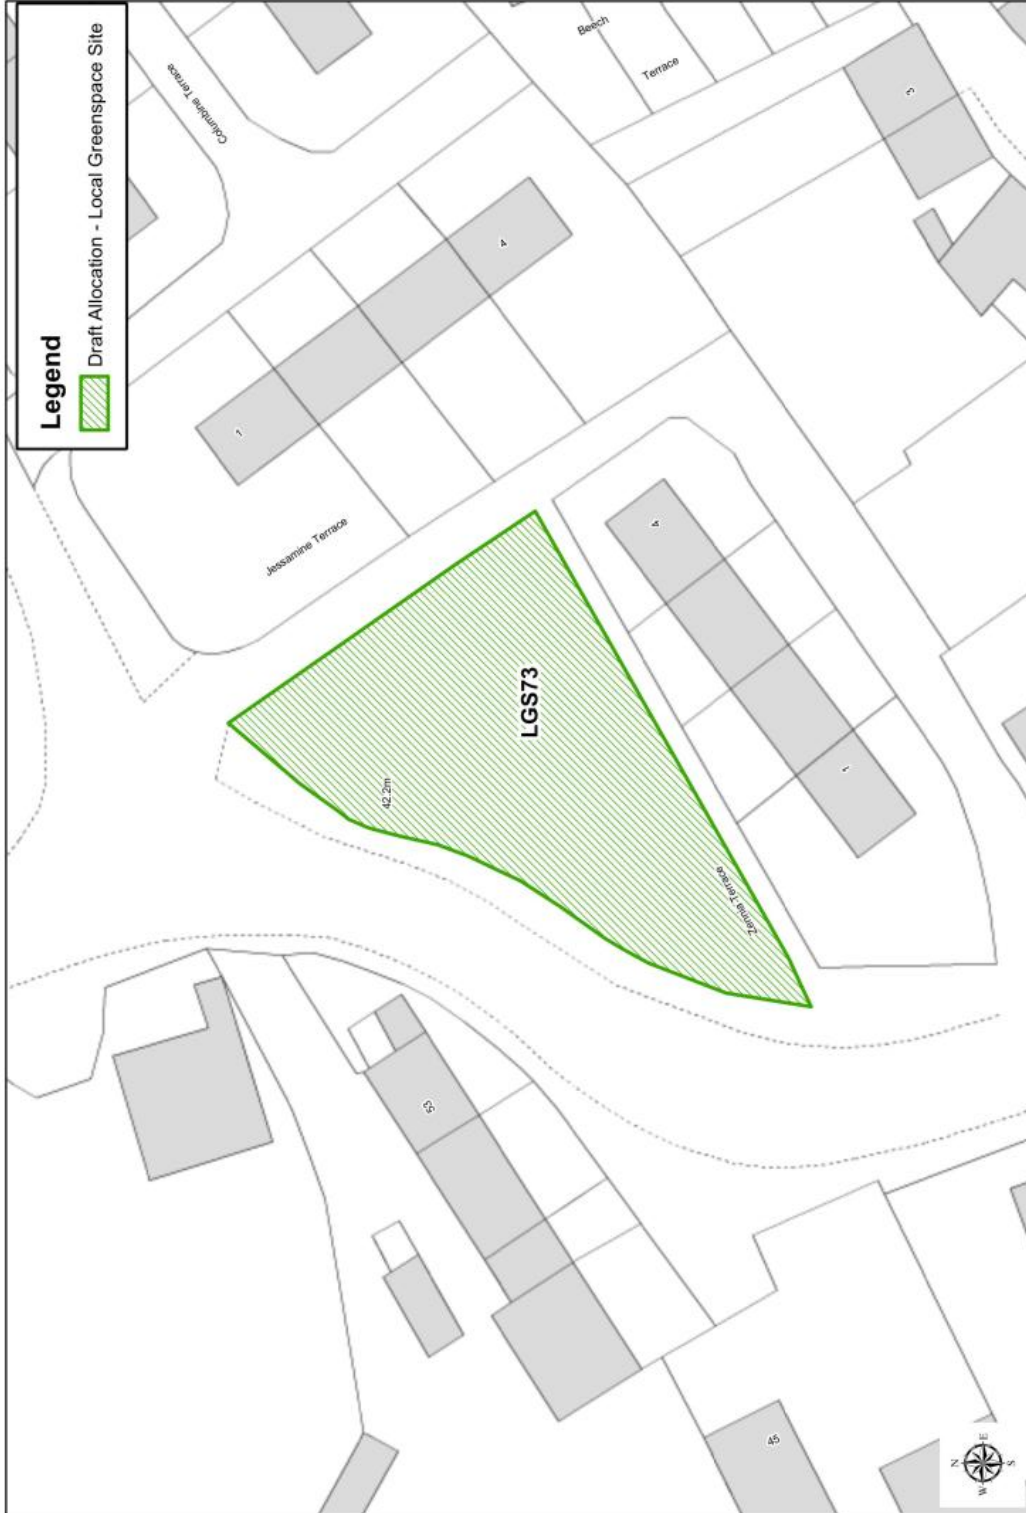 Legend
Draft Allocation - Local Greenspace Site
Columbine Terrace
Beech
Terrace
3
4
1
Jessamine Terrace
LGS73
42.2m
4
1
Zennia Terrace
53
45
N
W
E
S